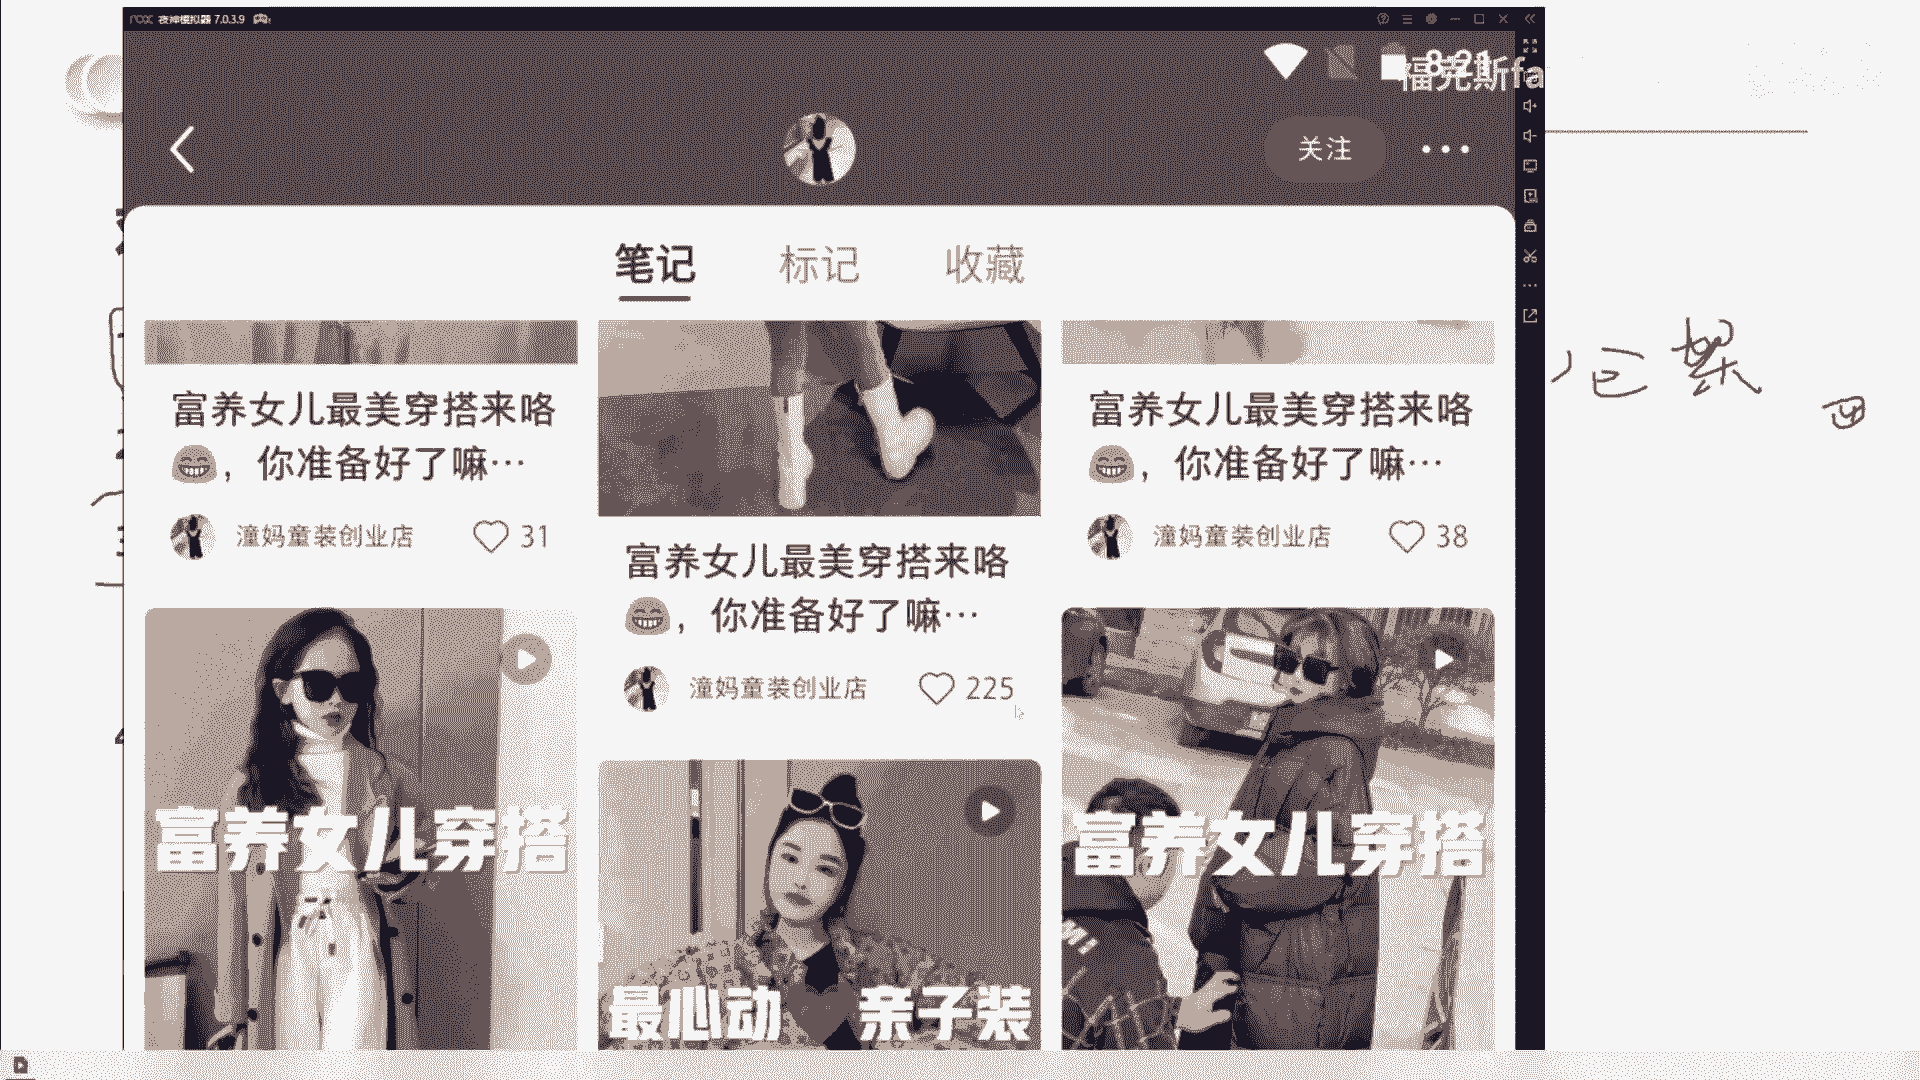 nox 夜神模拟器 7.0.3.9
8:21
福克斯fa
关注
笔记 标记 收藏
富养女儿最美穿搭来咯
😁，你准备好了嘛…
潼妈童装创业店 31
富养女儿最美穿搭来咯
😁，你准备好了嘛…
潼妈童装创业店 225
富养女儿最美穿搭来咯
😁，你准备好了嘛…
潼妈童装创业店 38
富养女儿穿搭
最心动 亲子装
富养女儿穿搭